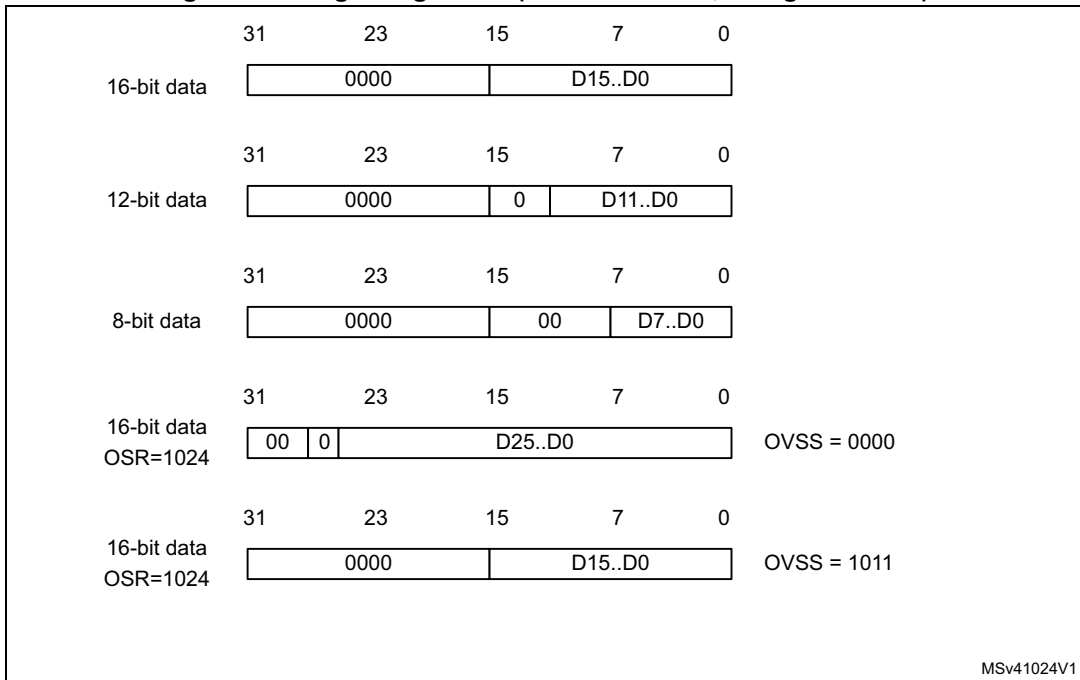 31 23 15 7 0
16-bit data 0000 D15..D0
31 23 15 7 0
12-bit data 0000 0 D11..D0
31 23 15 7 0
8-bit data 0000 00 D7..D0
31 23 15 7 0
16-bit data
OSR=1024 00 0 D25..D0 OVSS = 0000
31 23 15 7 0
16-bit data
OSR=1024 0000 D15..D0 OVSS = 1011
MSv41024V1